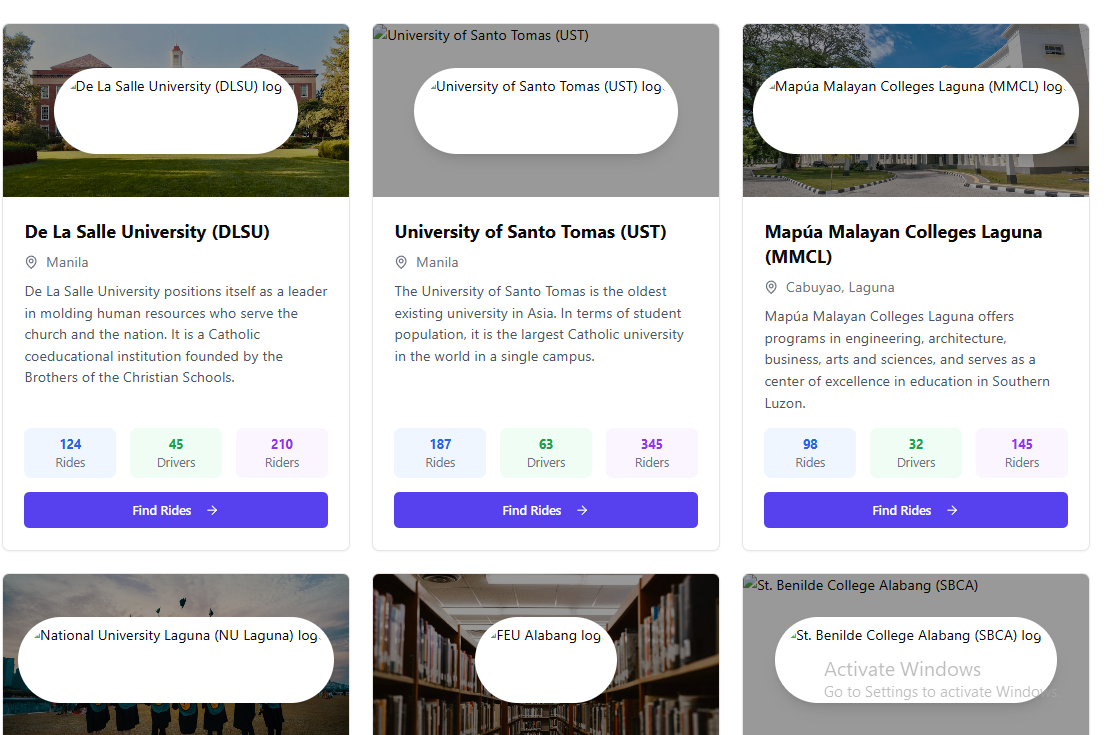 De La Salle University (DLSU) log
De La Salle University (DLSU)
Manila
De La Salle University positions itself as a leader
in molding human resources who serve the
church and the nation. It is a Catholic
coeducational institution founded by the
Brothers of the Christian Schools.
124
Rides
45
Drivers
210
Riders
Find Rides
University of Santo Tomas (UST)
University of Santo Tomas (UST) log
University of Santo Tomas (UST)
Manila
The University of Santo Tomas is the oldest
existing university in Asia. In terms of student
population, it is the largest Catholic university
in the world in a single campus.
187
Rides
63
Drivers
345
Riders
Find Rides
Mapúa Malayan Colleges Laguna (MMCL) log
Mapúa Malayan Colleges Laguna
(MMCL)
Cabuyao, Laguna
Mapúa Malayan Colleges Laguna offers
programs in engineering, architecture,
business, arts and sciences, and serves as a
center of excellence in education in Southern
Luzon.
98
Rides
32
Drivers
145
Riders
Find Rides
National University Laguna (NU Laguna) log
FEU Alabang log
St. Benilde College Alabang (SBCA)
St. Benilde College Alabang (SBCA) log
Activate Windows
Go to Settings to activate Windows